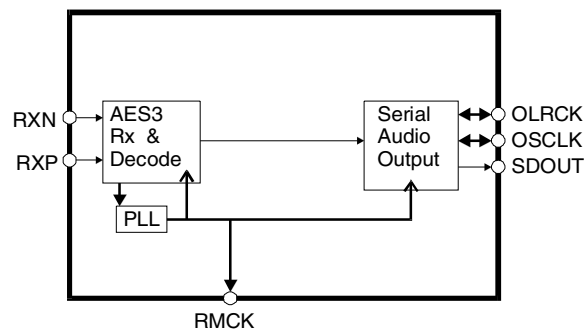 RXN
RXP
AES3
Rx &
Decode
PLL
Serial
Audio
Output
OLRCK
OSCLK
SDOUT
RMCK